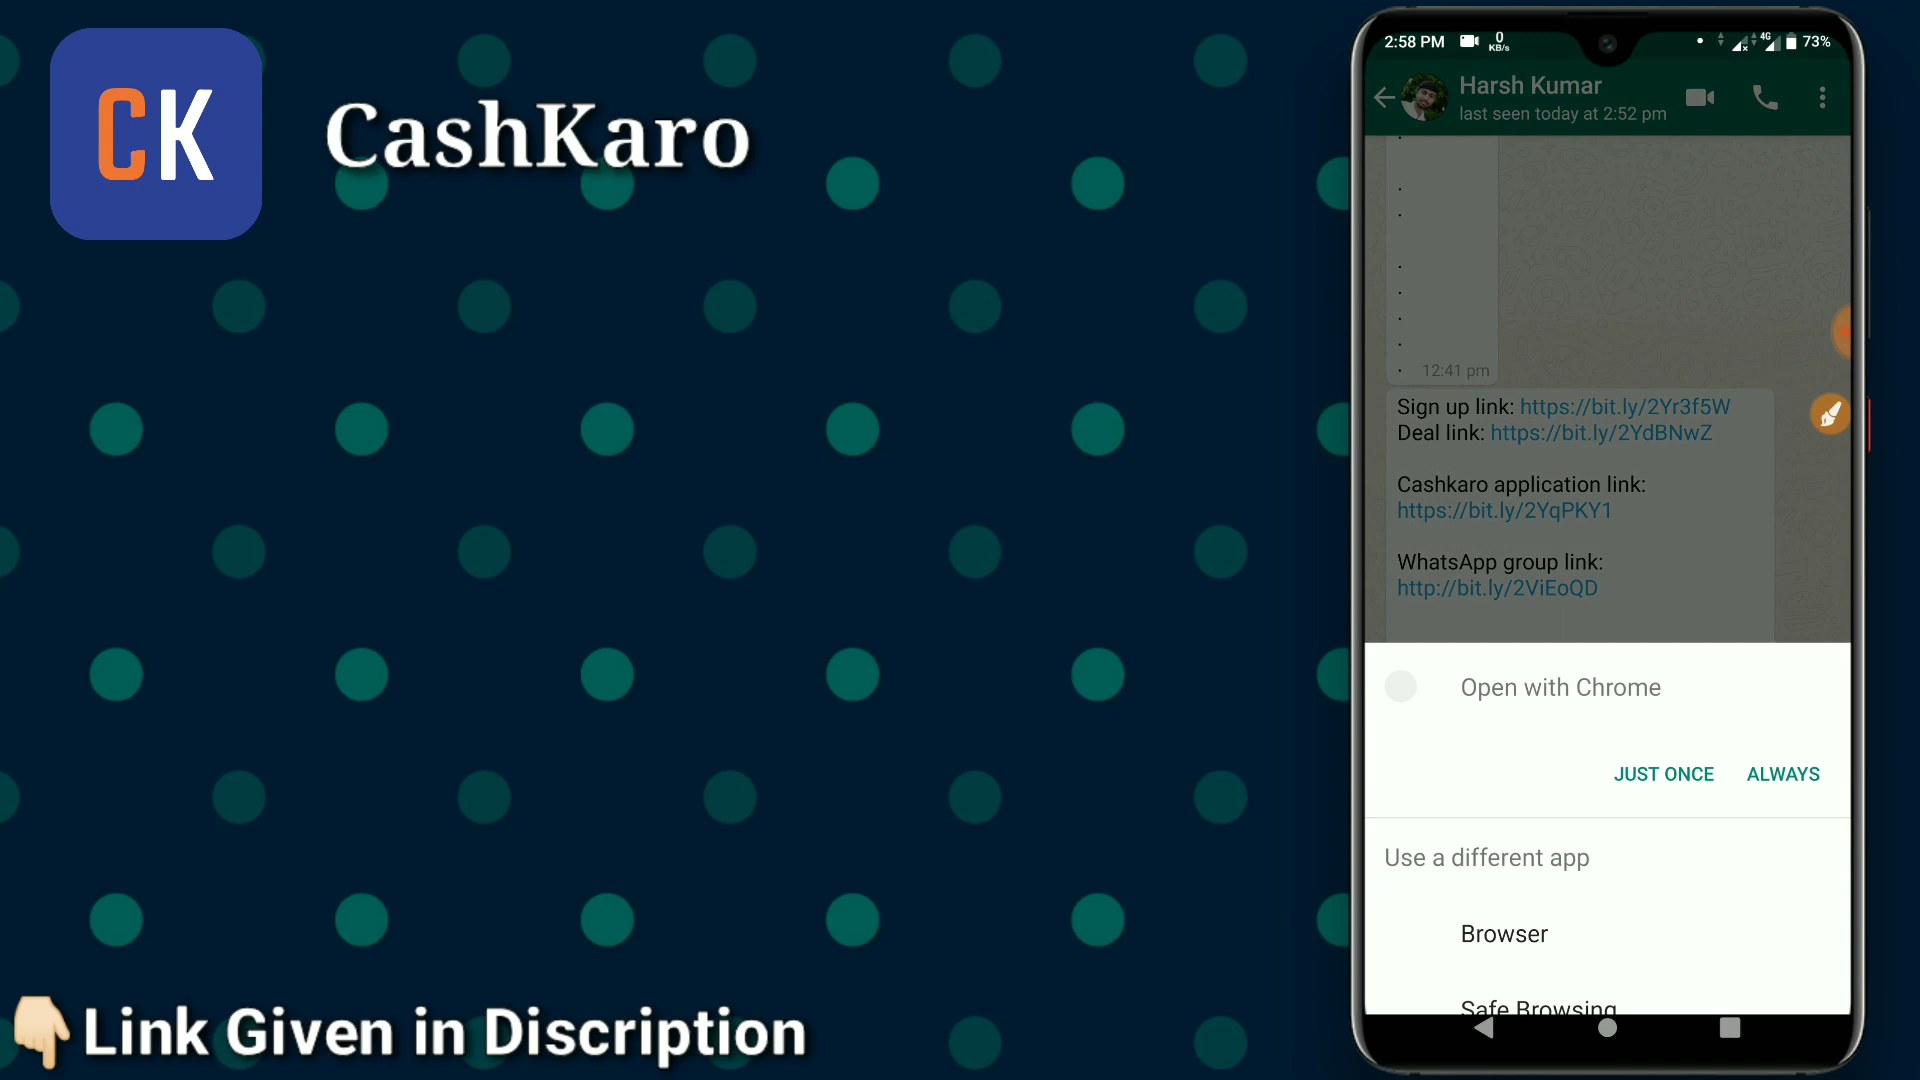 CK
CashKaro
2:58 PM 0 KB/s 4G 73%
Harsh Kumar
last seen today at 2:52 pm
.
.
.
.
.
.
.
. 12:41 pm
Sign up link: https://bit.ly/2Yr3f5W
Deal link: https://bit.ly/2YdBNwZ
Cashkaro application link:
https://bit.ly/2YqPKY1
WhatsApp group link:
http://bit.ly/2ViEoQD
Open with Chrome
JUST ONCE ALWAYS
Use a different app
Browser
Safe Browsing
Link Given in Discription